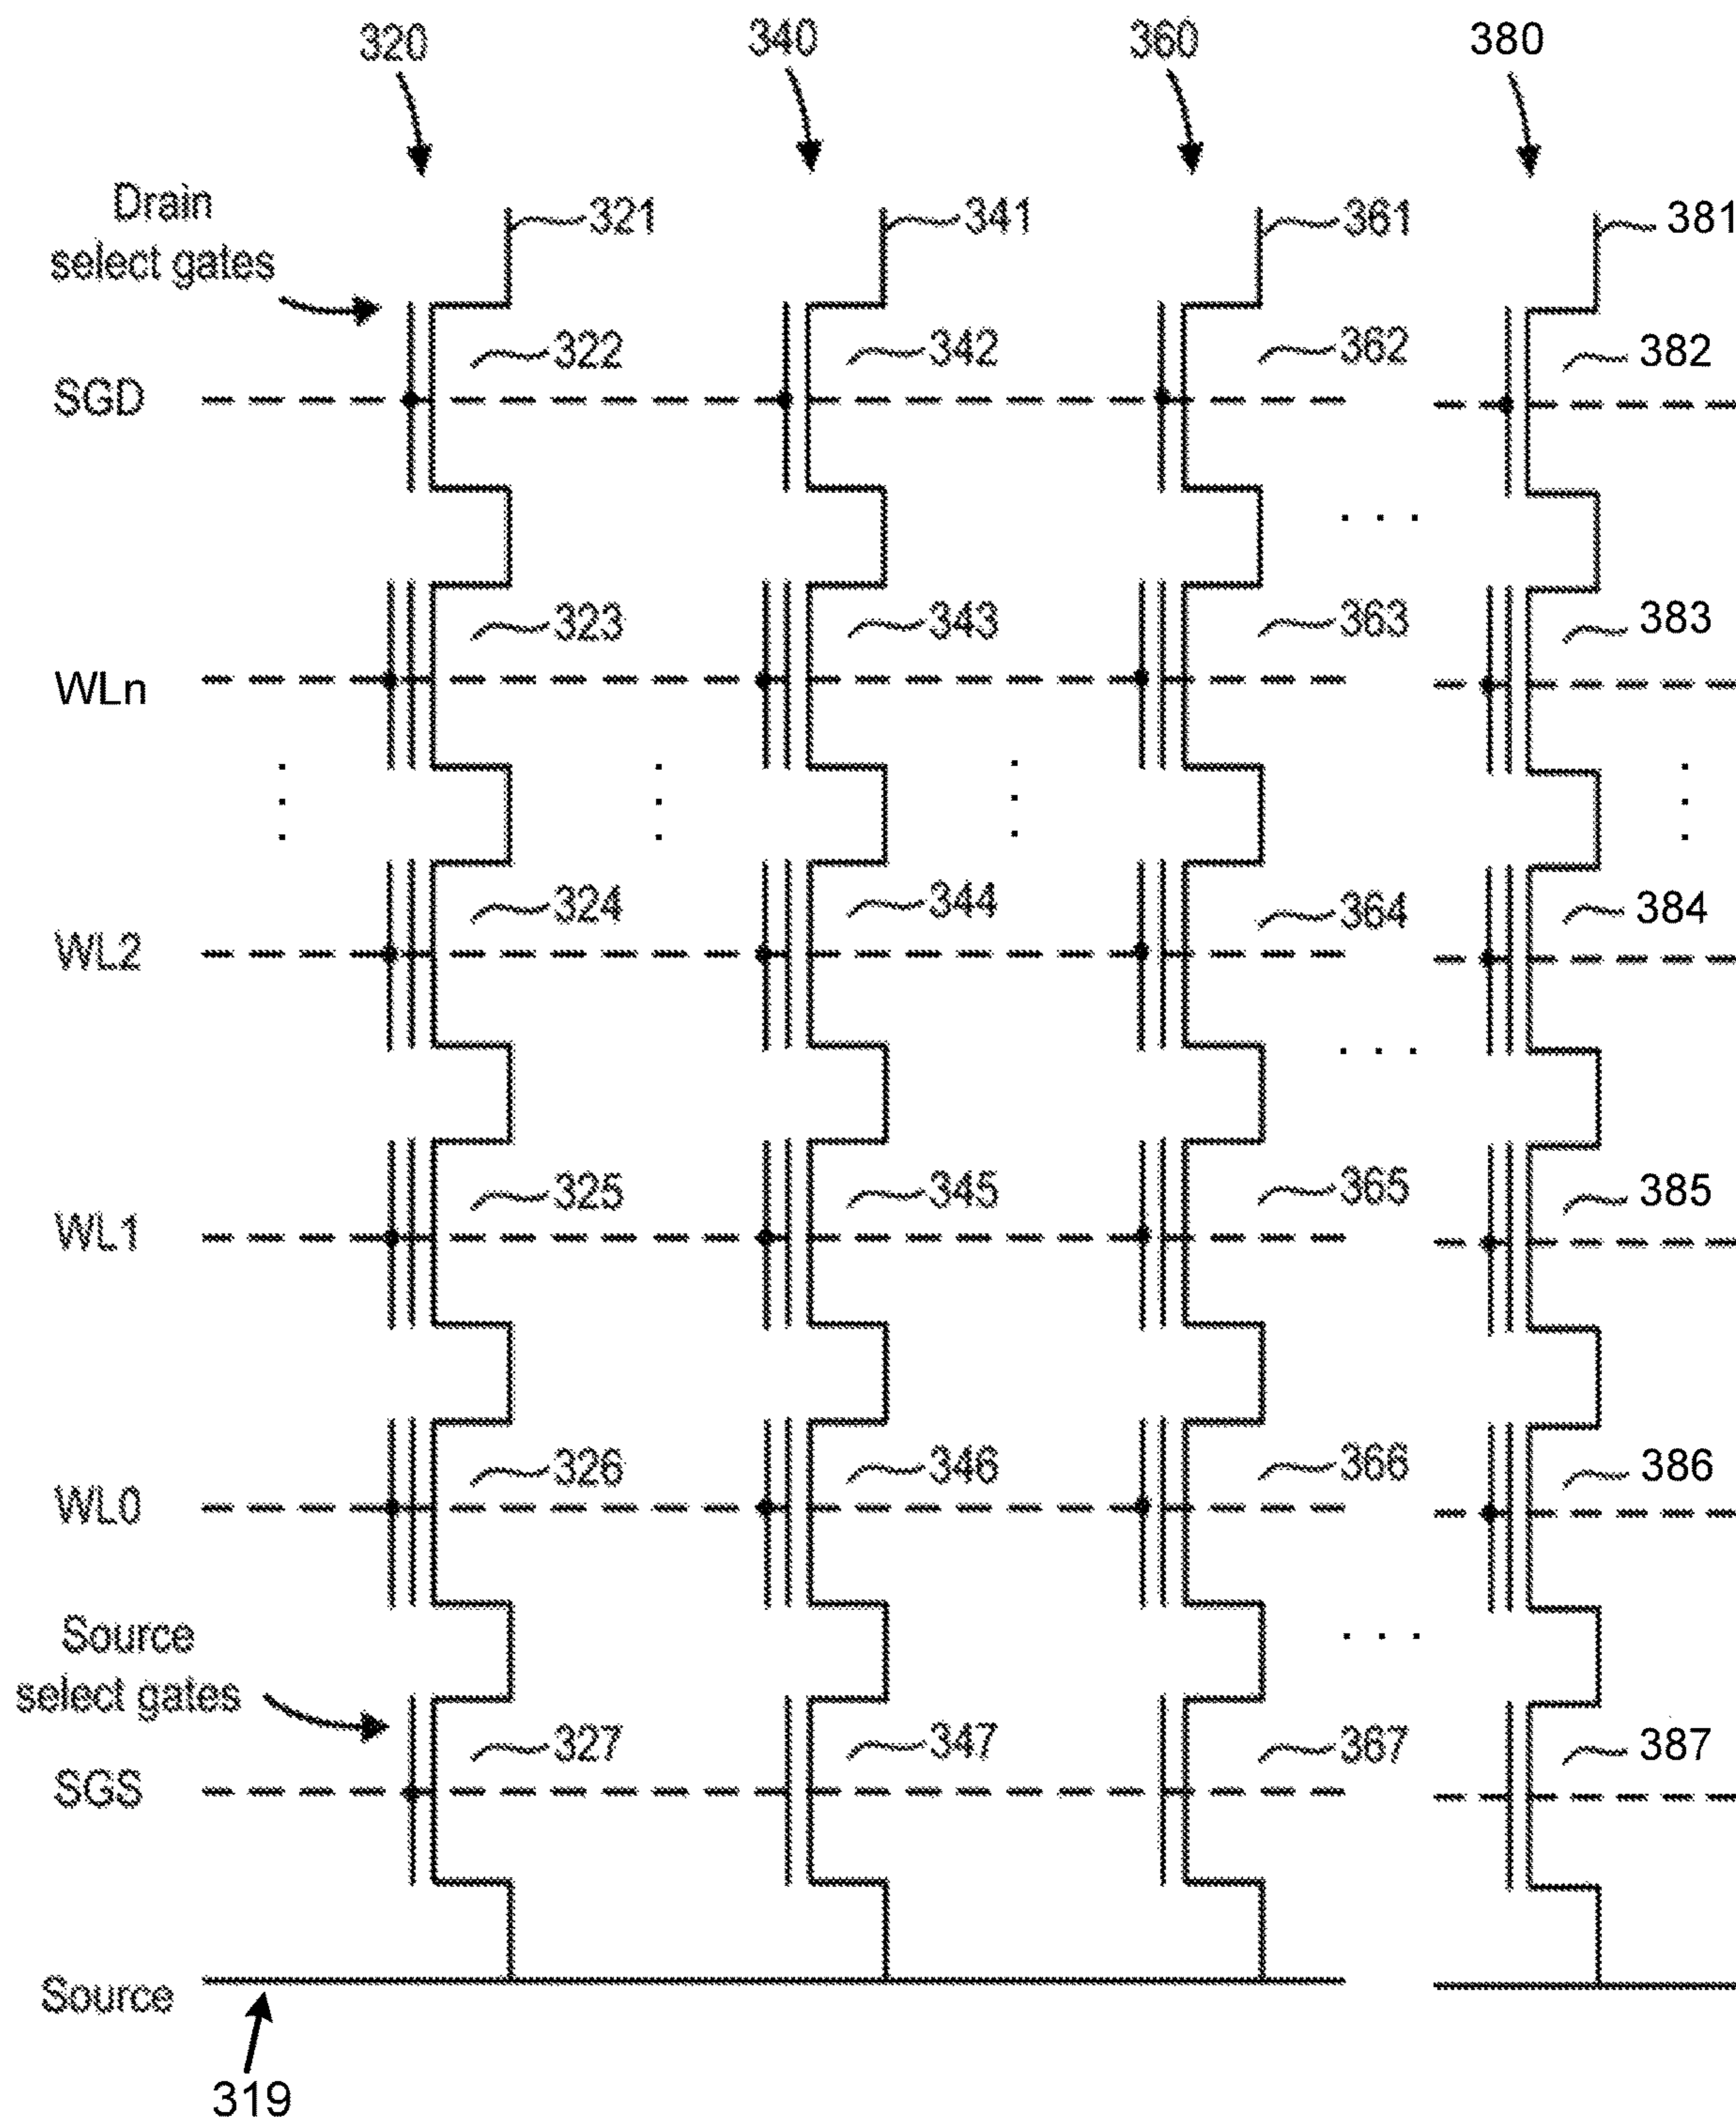 320 340 360 380
Drain
select gates
321 341 361 381
SGD 322 342 362 382
WLn 323 343 363 383
WL2 324 344 364 384
WL1 325 345 365 385
WL0 326 346 366 386
Source
select gates
SGS 327 347 367 387
Source
319